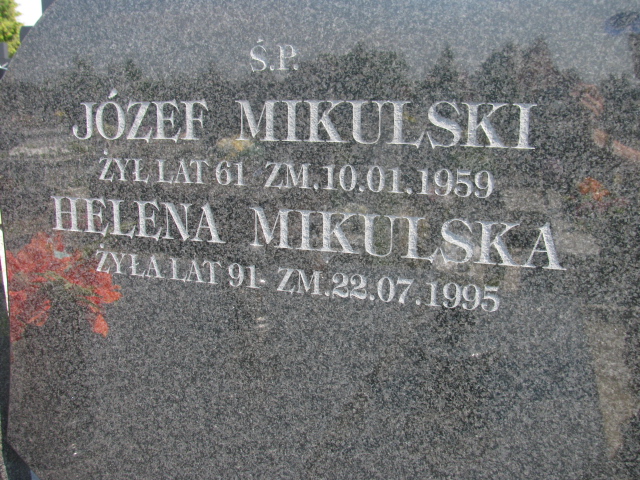 Ś.P.
JÓZEF MIKULSKI
ŻYŁ LAT 61 ZM.10.01.1959
HELENA MIKULSKA
ŻYŁA LAT 91- ZM.22.07.1995